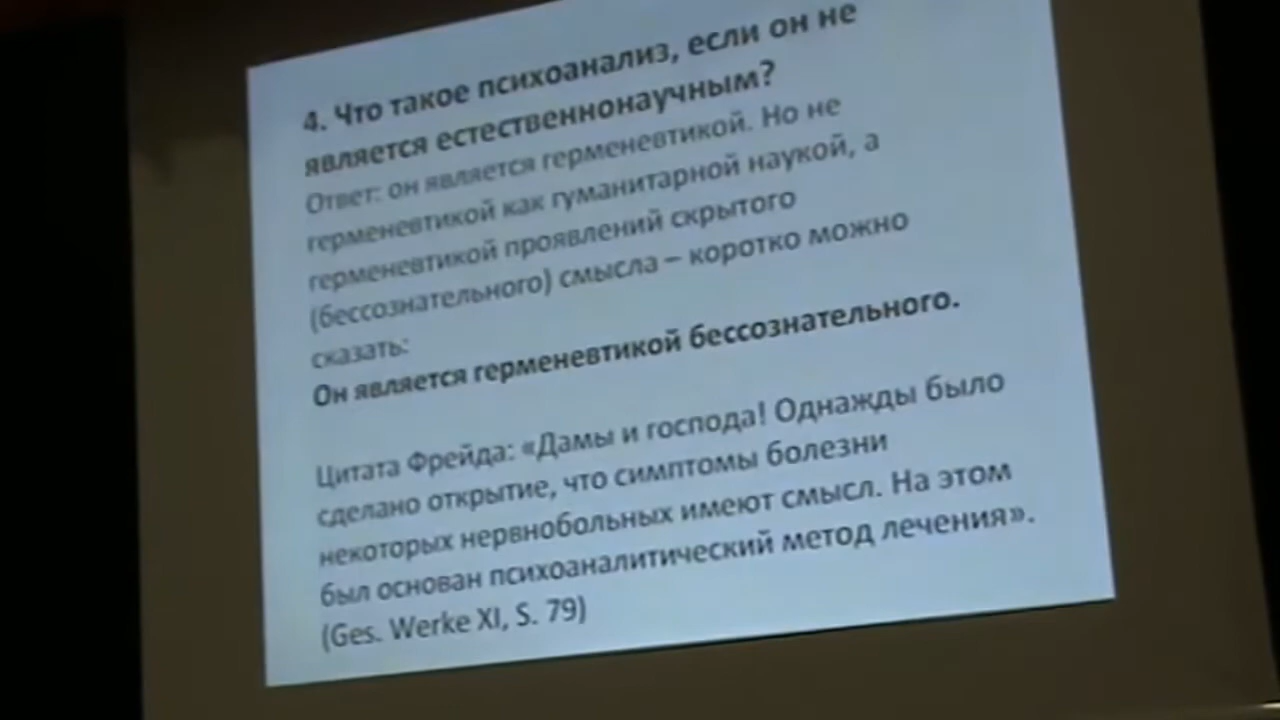 4. Что такое психоанализ, если он не
является естественнонаучным?
Ответ: он является герменевтикой. Но не
герменевтикой как гуманитарной наукой, а
герменевтикой проявлений скрытого
(бессознательного) смысла – коротко можно
сказать:
Он является герменевтикой бессознательного.
Цитата Фрейда: «Дамы и господа! Однажды было
сделано открытие, что симптомы болезни
некоторых нервнобольных имеют смысл. На этом
был основан психоаналитический метод лечения».
(Ges. Werke XI, S. 79)